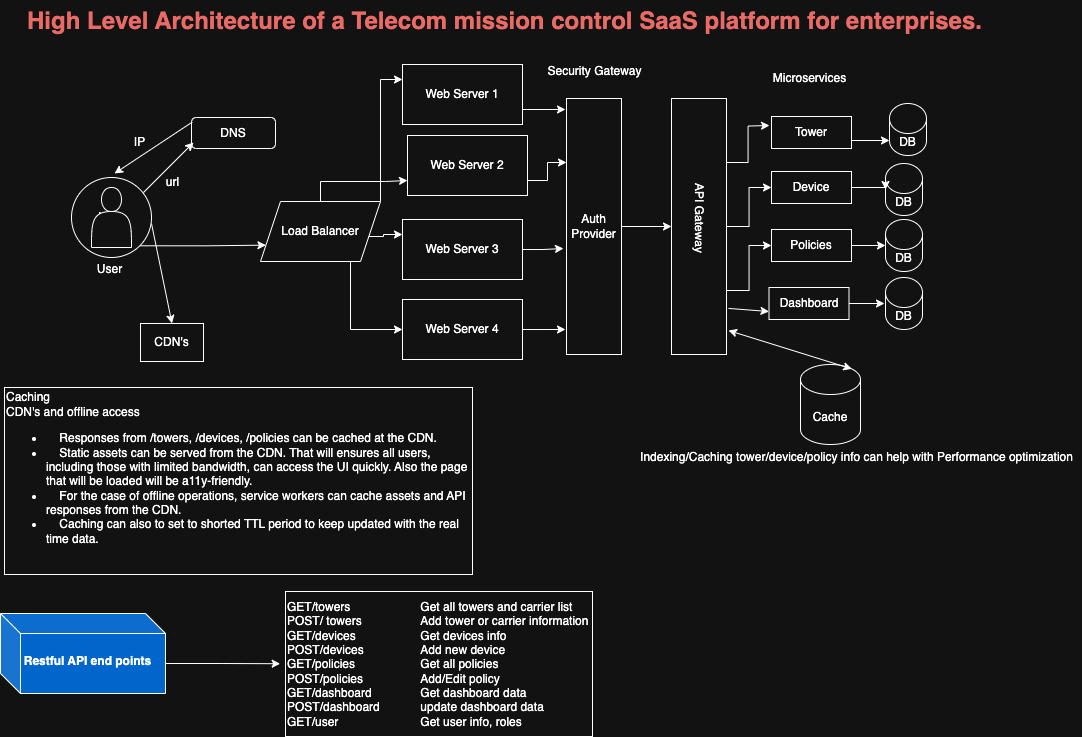 High Level Architecture of a Telecom mission control SaaS platform for enterprises.
Security Gateway
Microservices
Web Server 1
Web Server 2
Web Server 3
Web Server 4
DNS
IP
url
User
Load Balancer
CDN's
Auth
Provider
API Gateway
Tower
DB
Device
DB
Policies
DB
Dashboard
DB
Cache
Indexing/Caching tower/device/policy info can help with Performance optimization
Caching
CDN's and offline access
• Responses from /towers, /devices, /policies can be cached at the CDN.
• Static assets can be served from the CDN. That will ensures all users,
including those with limited bandwidth, can access the UI quickly. Also the page
that will be loaded will be a11y-friendly.
• For the case of offline operations, service workers can cache assets and API
responses from the CDN.
• Caching can also to set to shorted TTL period to keep updated with the real
time data.
Restful API end points
GET/towers Get all towers and carrier list
POST/ towers Add tower or carrier information
GET/devices Get devices info
POST/devices Add new device
GET/policies Get all policies
POST/policies Add/Edit policy
GET/dashboard Get dashboard data
POST/dashboard update dashboard data
GET/user Get user info, roles